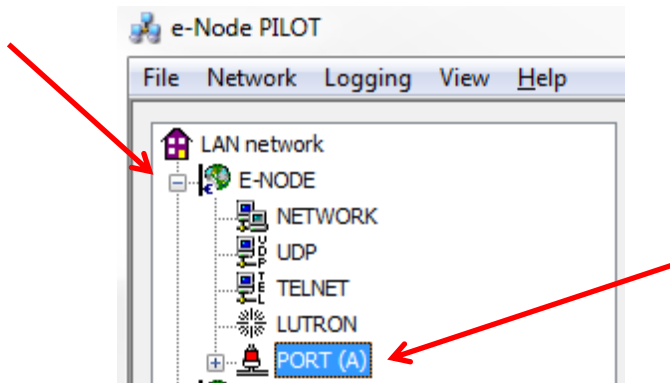 e-Node PILOT
File Network Logging View Help
LAN network
E-NODE
NETWORK
UDP
TELNET
LUTRON
PORT (A)